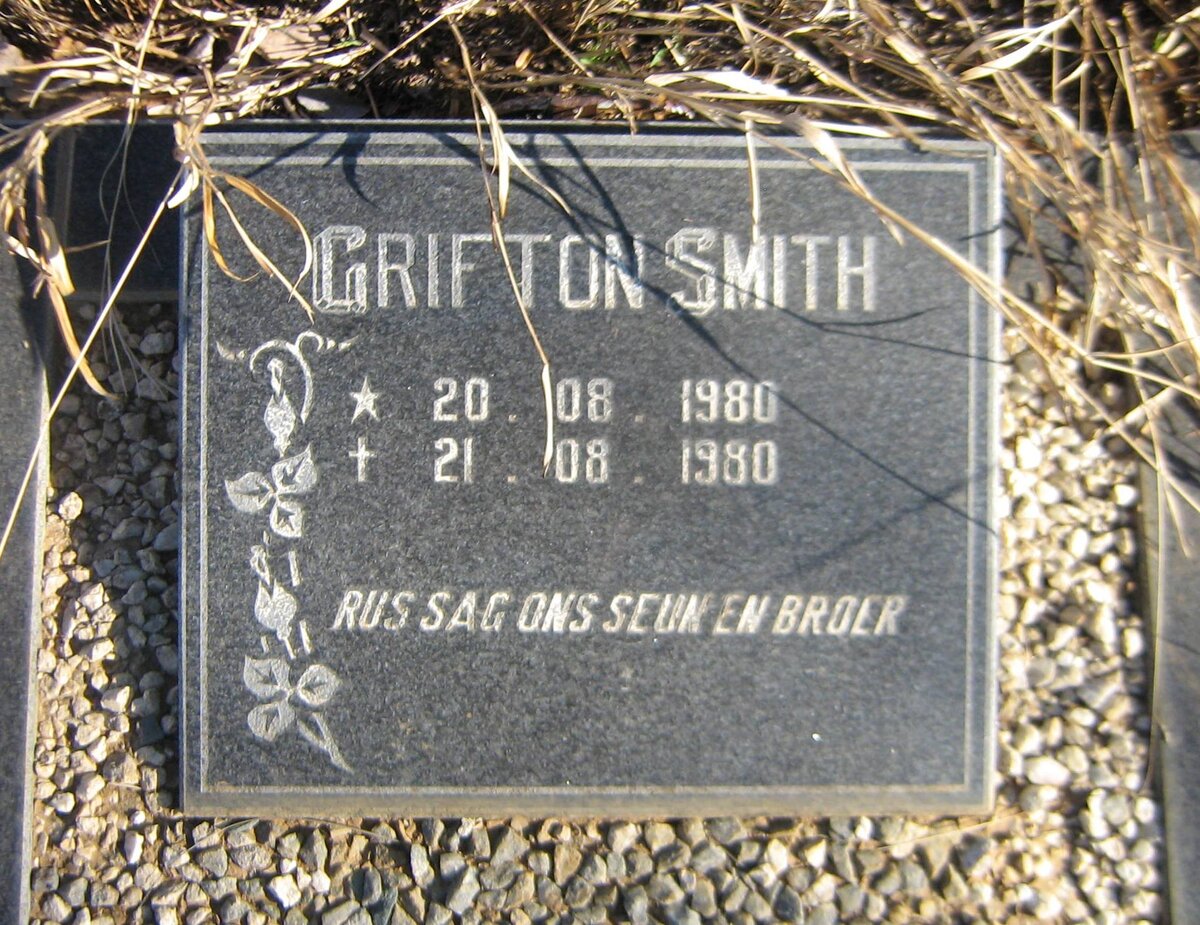 GRIFTON SMITH
★ 20 . 08 . 1980
† 21 . 08 . 1980
RUS SAG ONS SEUN EN BROER